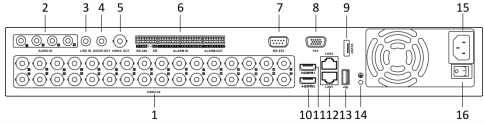 2 3 4 5 6 7 8 9 15
AUDIO IN
LINE IN AUDIO OUT VIDEO OUT
RS-485 KB ALARM IN ALARM OUT
RS-232
VGA
eSATA
LAN1
HDMI
HDMI
LAN2
VIDEO IN
1 10 11 12 13 14 16